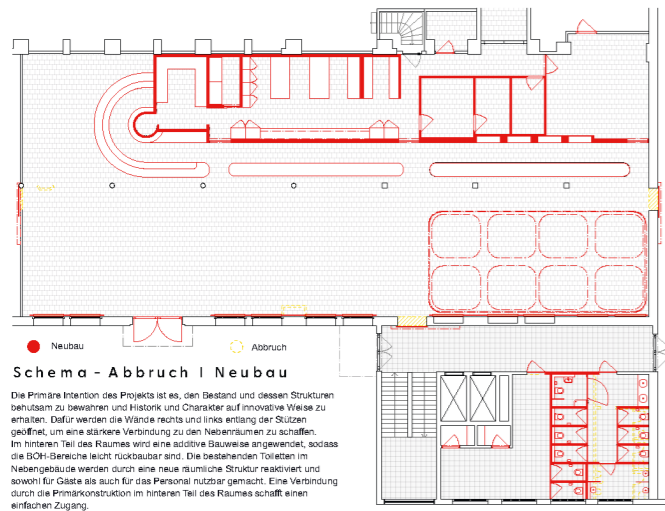 Neubau
Abbruch
Schema - Abbruch | Neubau
Die Primäre Intention des Projekts ist es, den Bestand und dessen Strukturen
behutsam zu bewahren und Historik und Charakter auf innovative Weise zu
erhalten. Dafür werden die Wände rechts und links entlang der Stützen
geöffnet, um eine stärkere Verbindung zu den Nebenräumen zu schaffen.
Im hinteren Teil des Raumes wird eine additive Bauweise angewendet, sodass
die BOH-Bereiche leicht rückbaubar sind. Die bestehenden Toiletten im
Nebengebäude werden durch eine neue räumliche Struktur reaktiviert und
sowohl für Gäste als auch für das Personal nutzbar gemacht. Eine Verbindung
durch die Primärkonstruktion im hinteren Teil des Raumes schafft einen
einfachen Zugang.